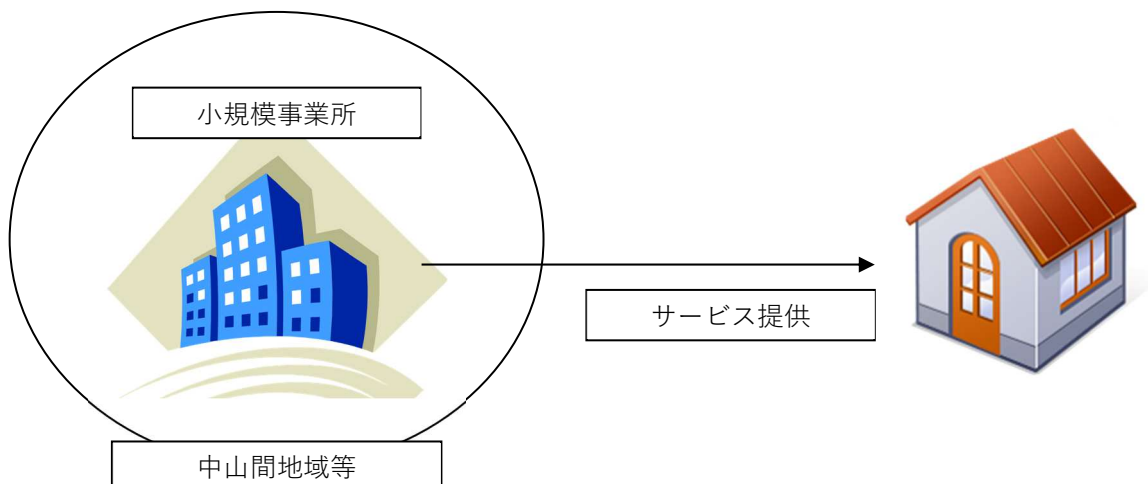 小規模事業所
サービス提供
中山間地域等